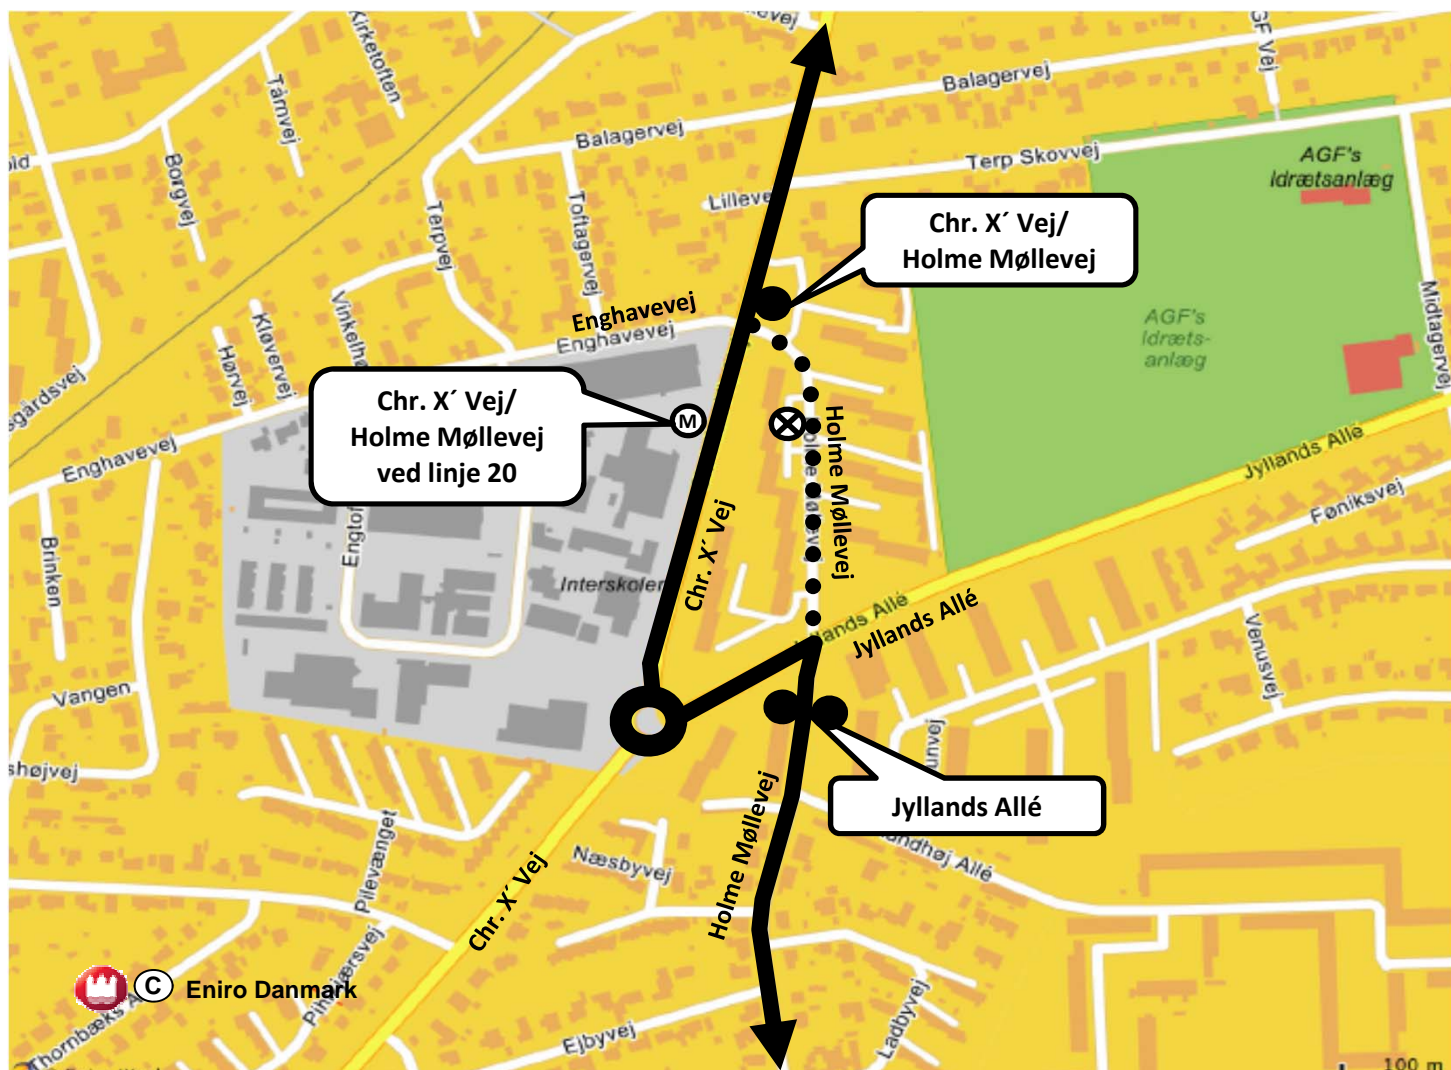 Kirketoften
Tårnvej
Borgvej
Balagervej
Balagervej
Terp Skovvej
AGF's
Idrætsanlæg
Lillevej
Toftagervej
Terpvej
Chr. X´ Vej/
Holme Møllevej
Enghavevej
Enghavevej
AGF's
Idræts-
anlæg
Midtagervej
Kløvervej
Hørvej
Chr. X´ Vej/
Holme Møllevej
ved linje 20
M
Holme Møllevej
Jyllands Allé
Enghavevej
Føniksvej
Brinken
Chr. X´ Vej
Jyllands Allé
Venusvej
Vangen
Jyllands Allé
Holme Møllevej
Pilevænget
Næsbyvej
Chr. X´ Vej
C
Eniro Danmark
Thornbæks A
Ejbyvej
Ladbyvej
100 m